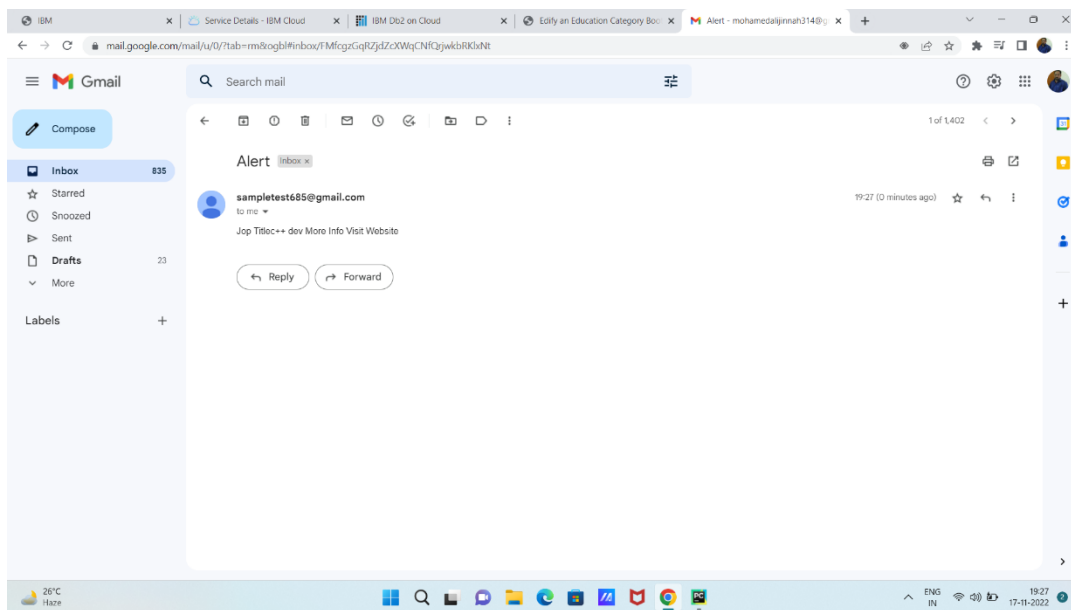 IBM
Service Details - IBM Cloud
IBM Db2 on Cloud
Edify an Education Category Boo
Alert - mohamedalijinnah314@g
mail.google.com/mail/u/0/?tab=rm&ogbl#inbox/FMfcgzGqRZjdZcXWqCNfQrjwkbRKlxNt
Gmail
Search mail
Compose
1 of 1,402
Inbox 835
Starred
Snoozed
Sent
Drafts 23
More
Labels
Alert Inbox x
sampletest685@gmail.com
19:27 (0 minutes ago)
to me
Jop Titlec++ dev More Info Visit Website
Reply
Forward
26°C
Haze
ENG
IN
19:27
17-11-2022
2